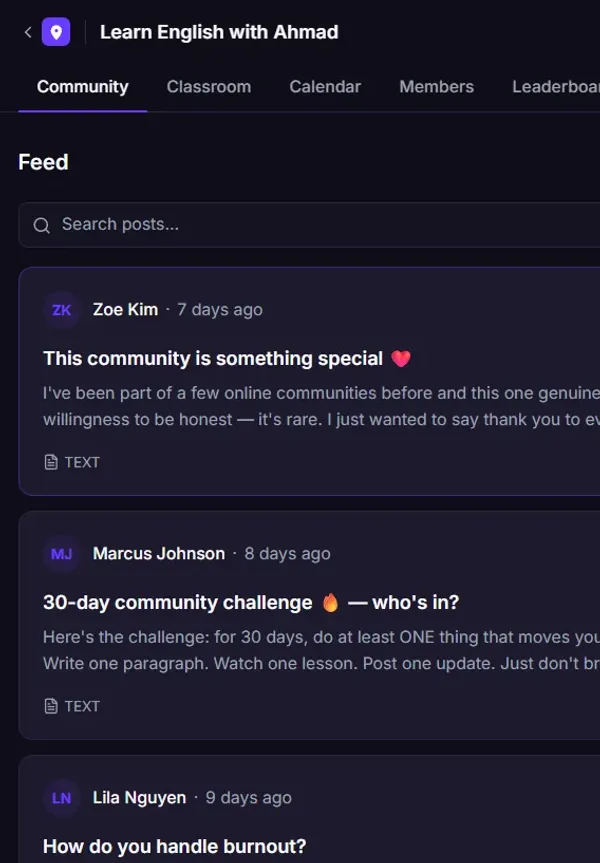 Learn English with Ahmad
Community Classroom Calendar Members Leaderboar
Feed
Search posts...
ZK Zoe Kim · 7 days ago
This community is something special ❤️
I've been part of a few online communities before and this one genuine
willingness to be honest — it's rare. I just wanted to say thank you to ev
TEXT
MJ Marcus Johnson · 8 days ago
30-day community challenge 🔥 — who's in?
Here's the challenge: for 30 days, do at least ONE thing that moves you
Write one paragraph. Watch one lesson. Post one update. Just don't br
TEXT
LN Lila Nguyen · 9 days ago
How do you handle burnout?